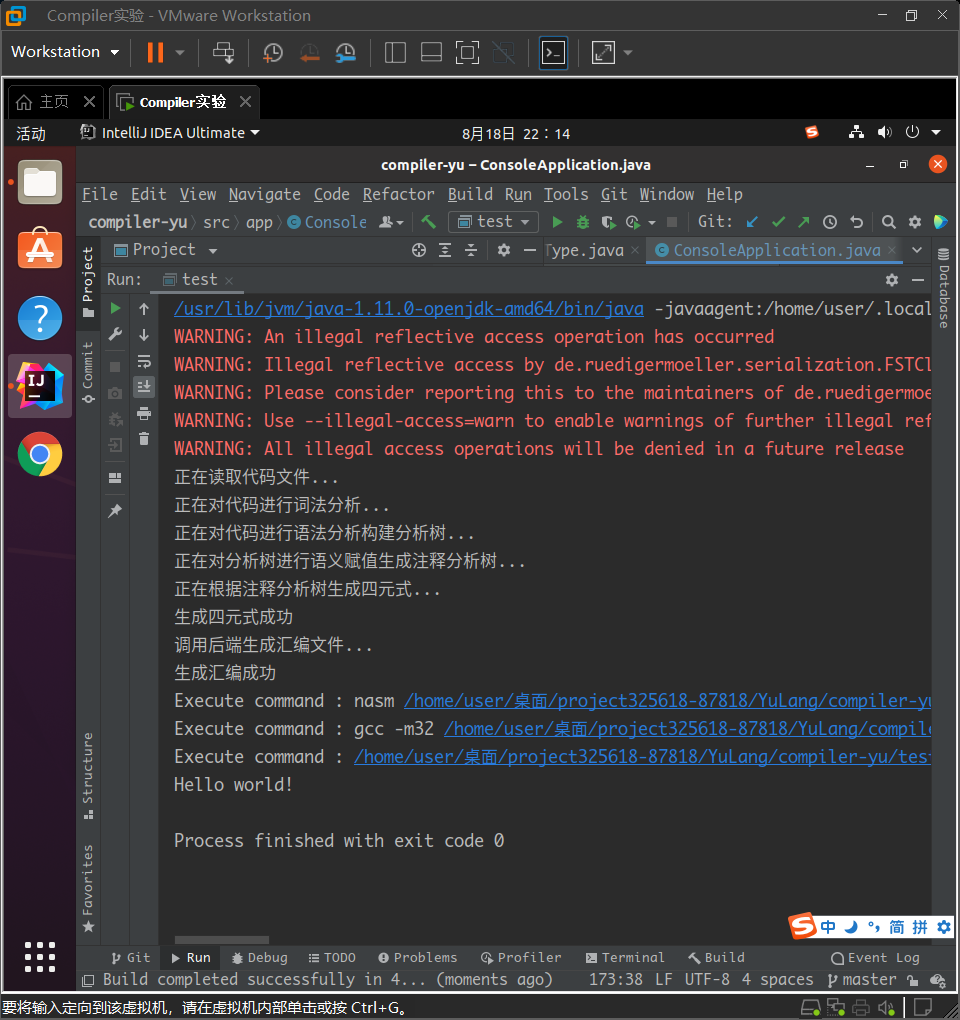 Compiler实验 - VMware Workstation
Workstation
主页 Compiler实验
活动 IntelliJ IDEA Ultimate 8月18日 22：14
compiler-yu – ConsoleApplication.java
File Edit View Navigate Code Refactor Build Run Tools Git Window Help
compiler-yu src app Console test Git:
Project Type.java ConsoleApplication.java
Run: test
/usr/lib/jvm/java-1.11.0-openjdk-amd64/bin/java -javaagent:/home/user/.local
WARNING: An illegal reflective access operation has occurred
WARNING: Illegal reflective access by de.ruedigermoeller.serialization.FSTCl
WARNING: Please consider reporting this to the maintainers of de.ruedigermoe
WARNING: Use --illegal-access=warn to enable warnings of further illegal ref
WARNING: All illegal access operations will be denied in a future release
正在读取代码文件...
正在对代码进行词法分析...
正在对代码进行语法分析构建分析树...
正在对分析树进行语义赋值生成注释分析树...
正在根据注释分析树生成四元式...
生成四元式成功
调用后端生成汇编文件...
生成汇编成功
Execute command : nasm /home/user/桌面/project325618-87818/YuLang/compiler-yu
Execute command : gcc -m32 /home/user/桌面/project325618-87818/YuLang/compile
Execute command : /home/user/桌面/project325618-87818/YuLang/compiler-yu/tes
Hello world!
Process finished with exit code 0
Project
Commit
Structure
Favorites
Database
中 简 拼
Git Run Debug TODO Problems Profiler Terminal Build Event Log
Build completed successfully in 4... (moments ago) 173:38 LF UTF-8 4 spaces master
要将输入定向到该虚拟机，请在虚拟机内部单击或按 Ctrl+G。